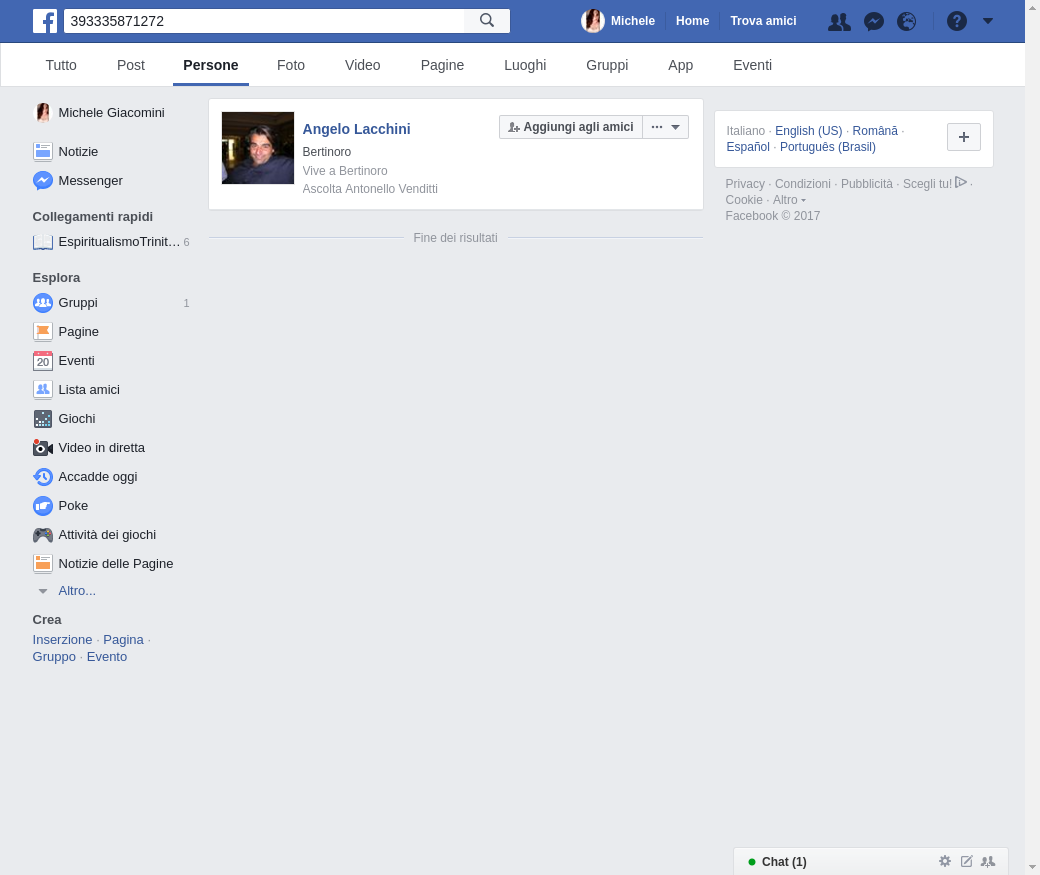 393335871272
Michele Home Trova amici
Tutto Post Persone Foto Video Pagine Luoghi Gruppi App Eventi
Michele Giacomini
Notizie
Messenger
Collegamenti rapidi
EspiritualismoTrinit... 6
Esplora
Gruppi 1
Pagine
20 Eventi
Lista amici
Giochi
Video in diretta
Accadde oggi
Poke
Attività dei giochi
Notizie delle Pagine
Altro...
Crea
Inserzione · Pagina ·
Gruppo · Evento
Angelo Lacchini
Aggiungi agli amici
Bertinoro
Vive a Bertinoro
Ascolta Antonello Venditti
Fine dei risultati
Italiano · English (US) · Română ·
Español · Português (Brasil)
Privacy · Condizioni · Pubblicità · Scegli tu! ·
Cookie · Altro
Facebook © 2017
Chat (1)